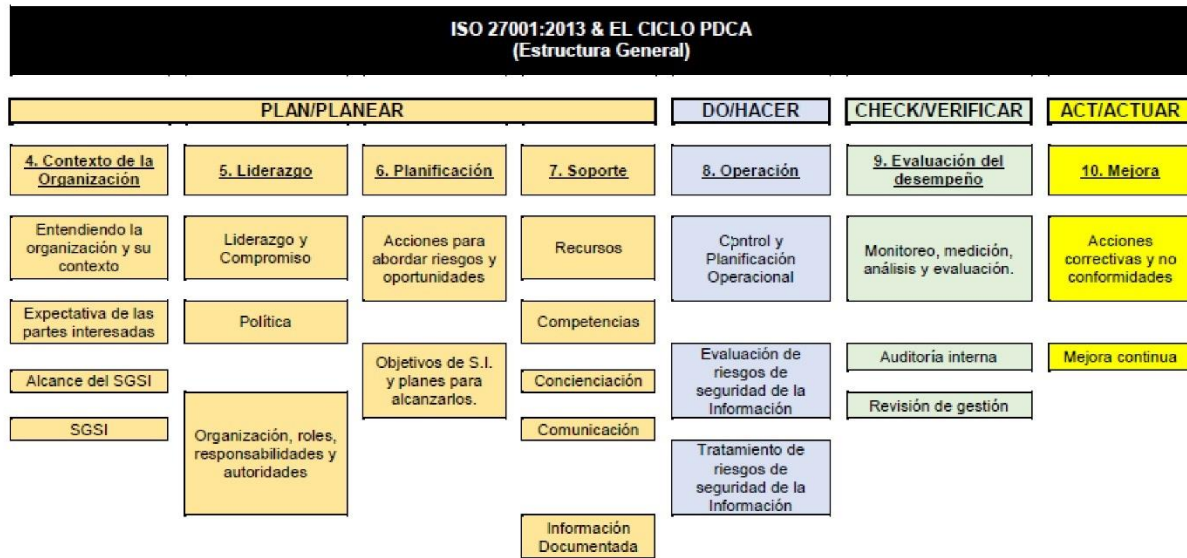 ISO 27001:2013 & EL CICLO PDCA
(Estructura General)
PLAN/PLANEAR
DO/HACER
CHECK/VERIFICAR
ACT/ACTUAR
4. Contexto de la
Organización
5. Liderazgo
6. Planificación
7. Soporte
8. Operación
9. Evaluación del
desempeño
10. Mejora
Entendiendo la
organización y su
contexto
Liderazgo y
Compromiso
Acciones para
abordar riesgos y
oportunidades
Recursos
Control y
Planificación
Operacional
Monitoreo, medición,
análisis y evaluación.
Acciones
correctivas y no
conformidades
Expectativa de las
partes interesadas
Política
Competencias
Objetivos de S.I.
y planes para
alcanzarlos.
Evaluación de
riesgos de
seguridad de la
Información
Auditoría interna
Mejora continua
Alcance del SGSI
Concienciación
Revisión de gestión
SGSI
Organización, roles,
responsabilidades y
autoridades
Comunicación
Tratamiento de
riesgos de
seguridad de la
Información
Información
Documentada